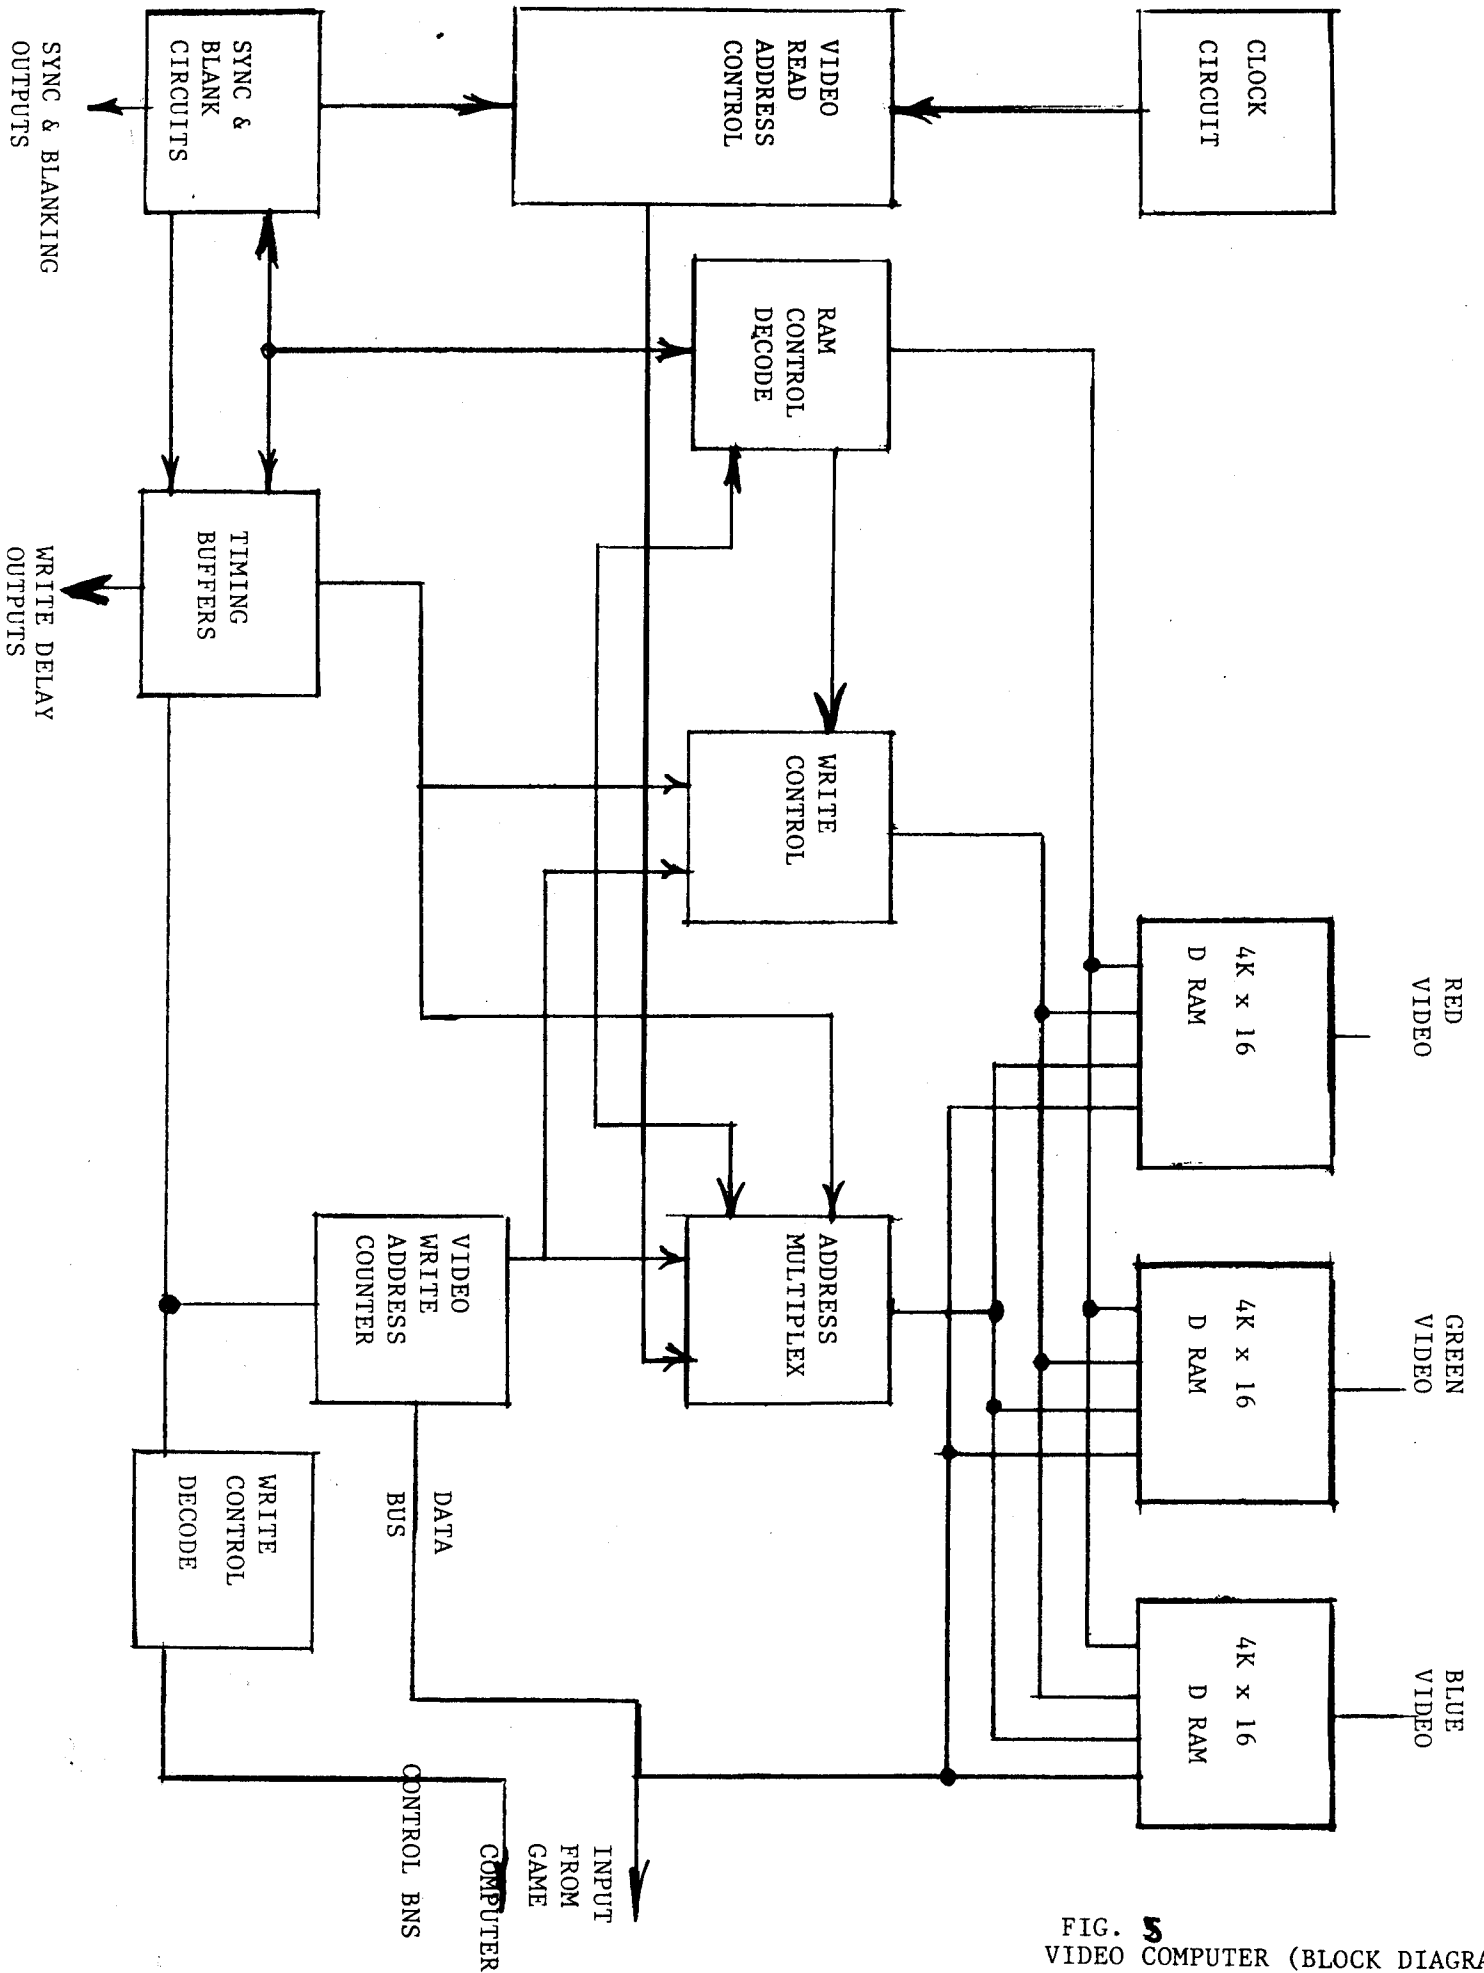 CLOCK
CIRCUIT
VIDEO
READ
ADDRESS
CONTROL
SYNC &
BLANK
CIRCUITS
SYNC & BLANKING
OUTPUTS
RAM
CONTROL
DECODE
TIMING
BUFFERS
WRITE DELAY
OUTPUTS
WRITE
CONTROL
RED
VIDEO
4K x 16
D RAM
ADDRESS
MULTIPLEX
VIDEO
WRITE
ADDRESS
COUNTER
GREEN
VIDEO
4K x 16
D RAM
WRITE
CONTROL
DECODE
DATA
BUS
BLUE
VIDEO
4K x 16
D RAM
INPUT
FROM
GAME
COMPUTER
CONTROL BNS
FIG. 5
VIDEO COMPUTER (BLOCK DIAGRA